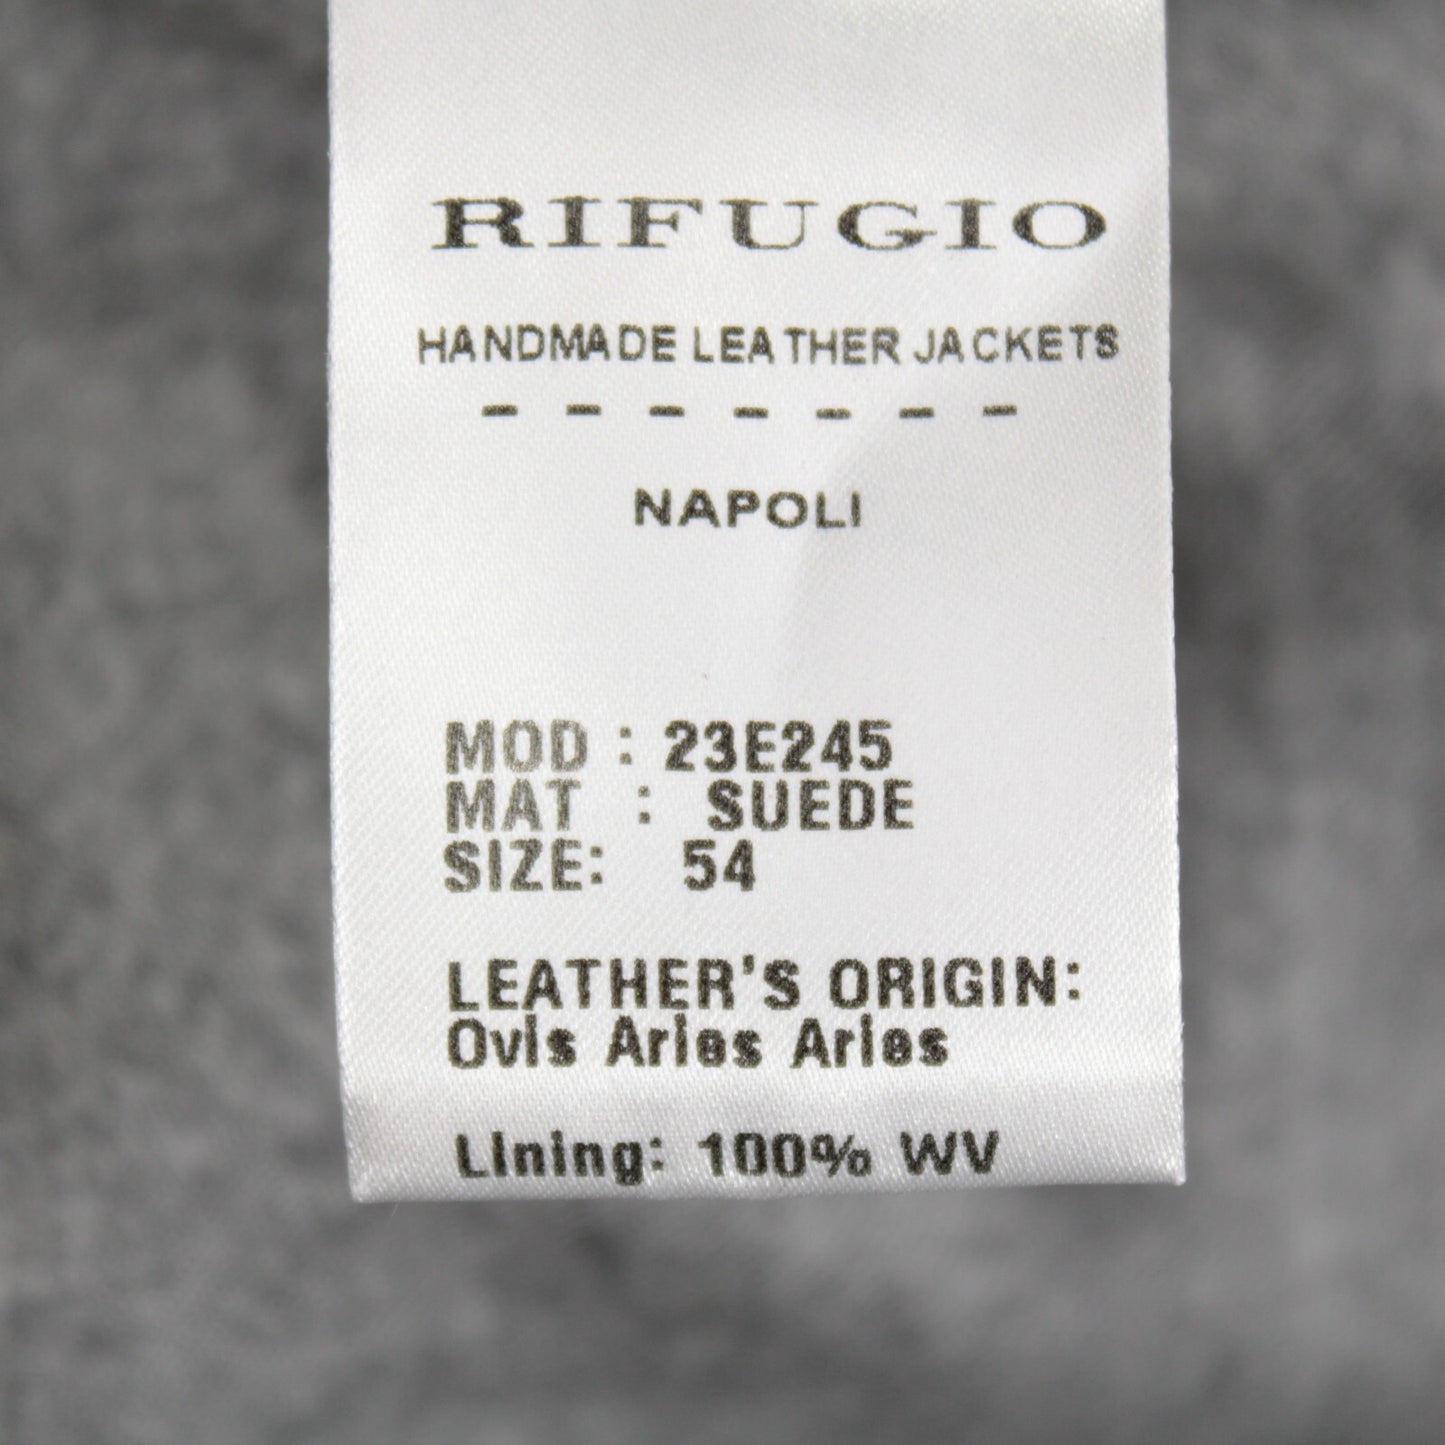 RIFUGIO
HANDMADE LEATHER JACKETS
- - - - - - -
NAPOLI
MOD : 23E245
MAT : SUEDE
SIZE: 54
LEATHER'S ORIGIN:
Ovis Aries Aries
Lining: 100% WV